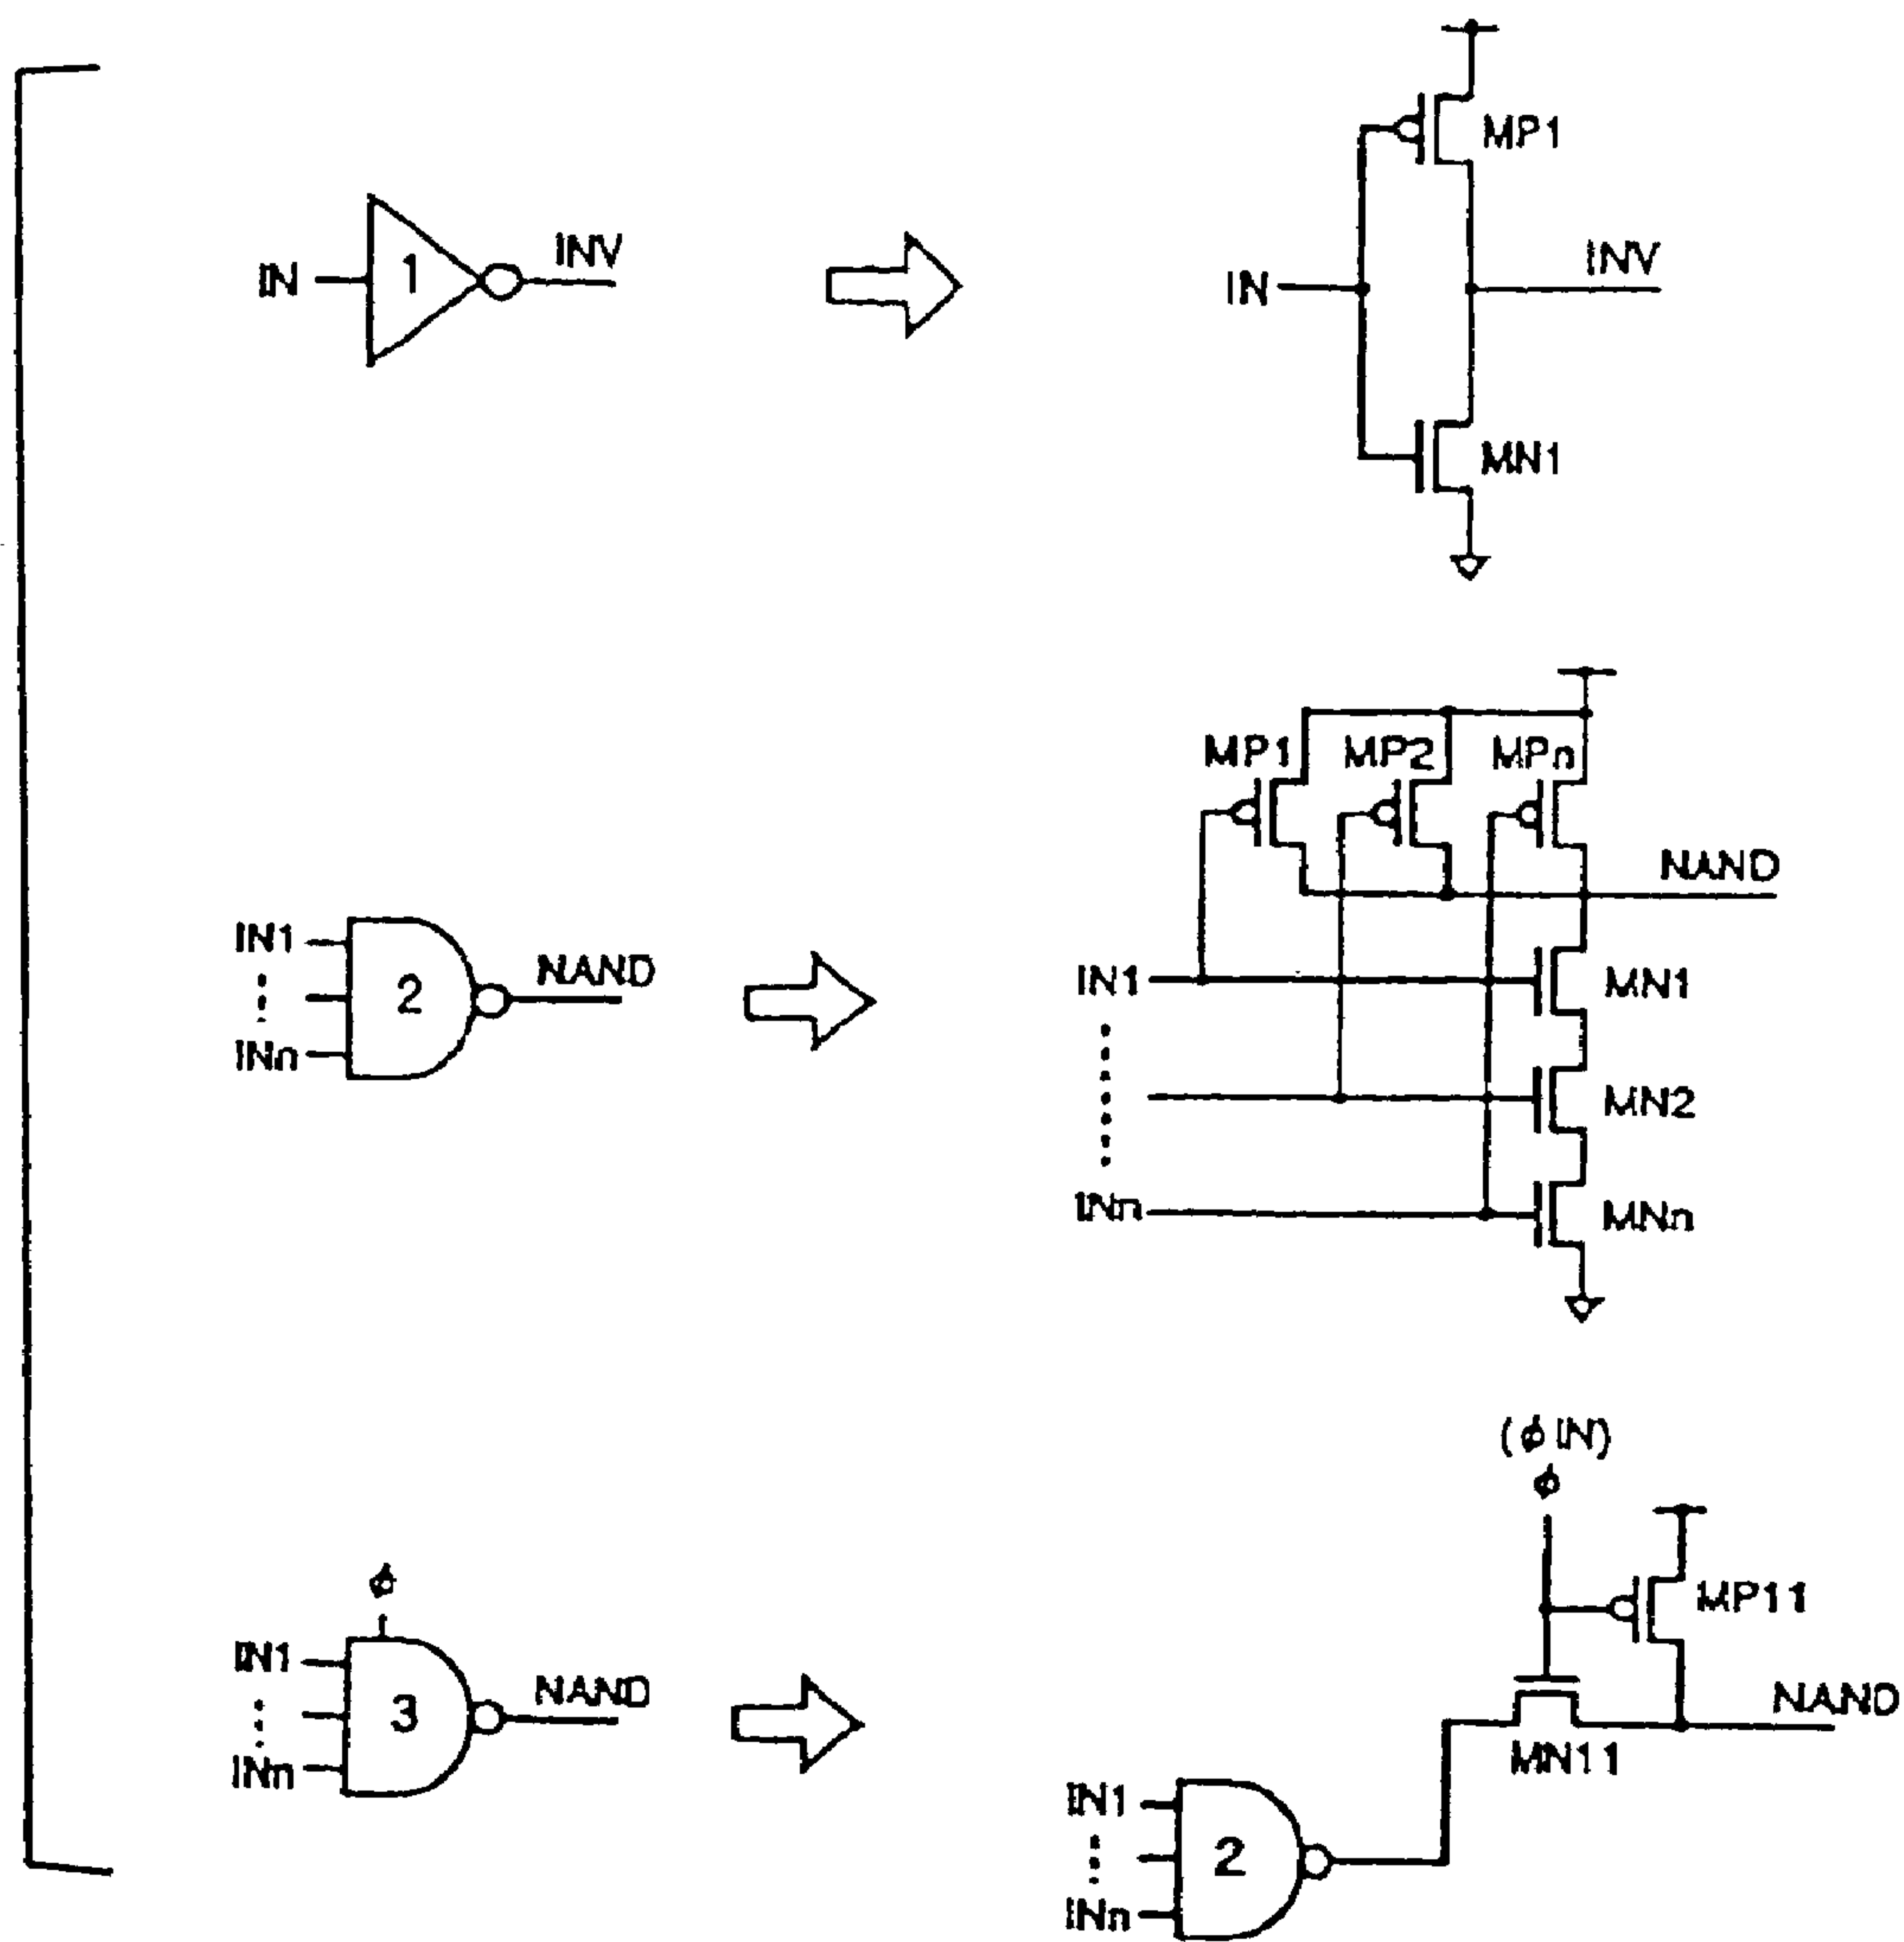 IN
1
INV
MP1
IN
INV
MN1
MP1
MP2
MPn
NAND
IN1
INn
2
NAND
IN1
INn
MN1
MN2
MNn
(ϕIN)
ϕ
MP11
NAND
MN11
ϕ
IN1
INn
3
NAND
IN1
INn
2